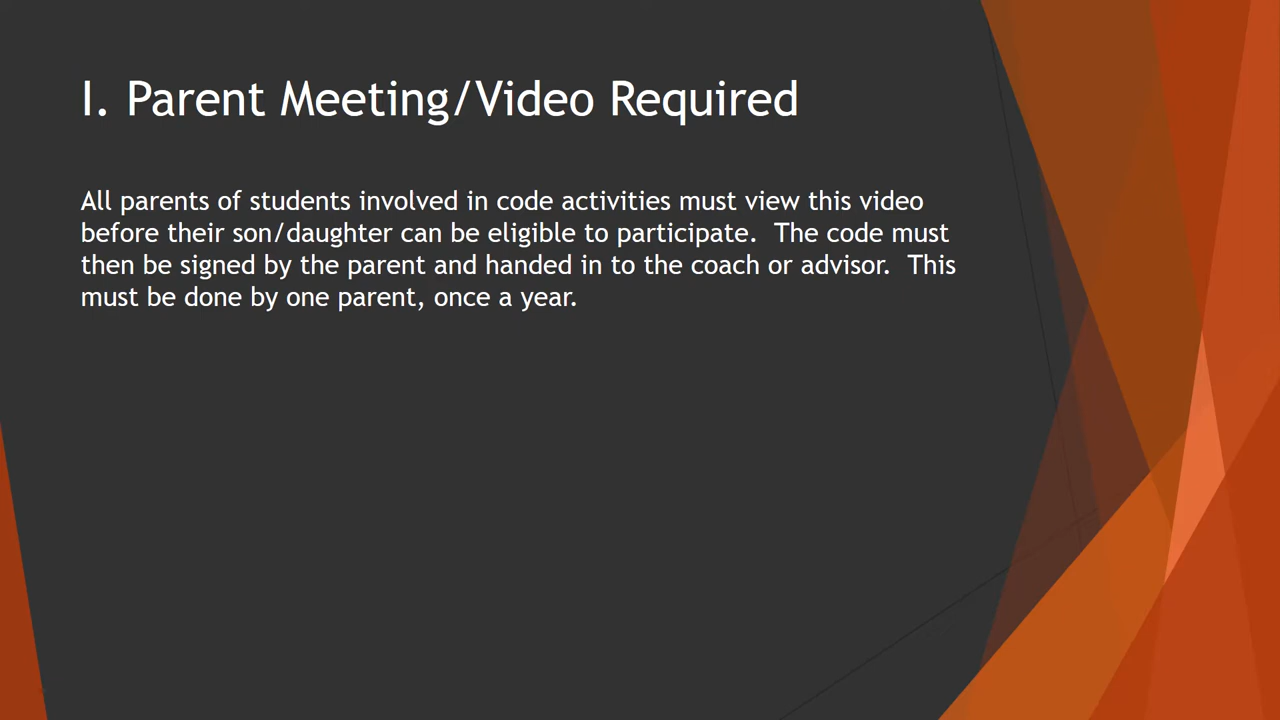 I. Parent Meeting/Video Required
All parents of students involved in code activities must view this video
before their son/daughter can be eligible to participate.  The code must
then be signed by the parent and handed in to the coach or advisor.  This
must be done by one parent, once a year.